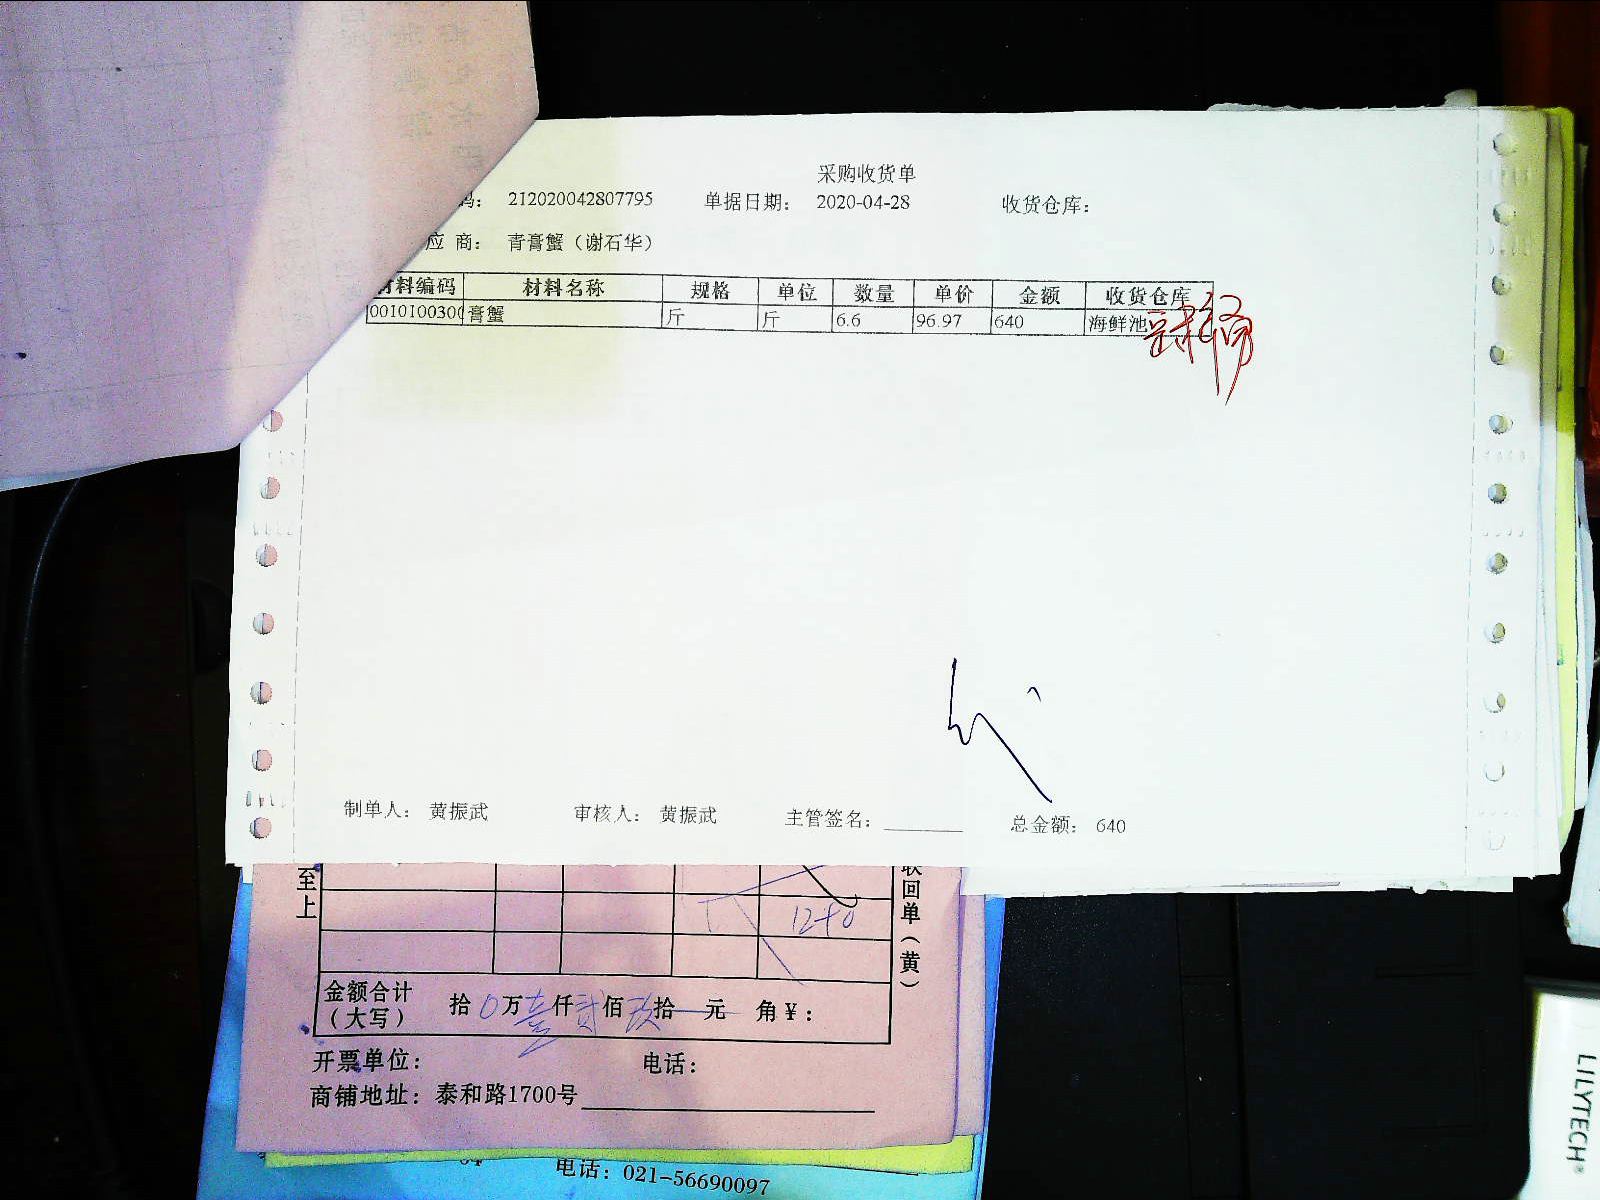 采购收货单
码： 212020042807795 单据日期： 2020-04-28 收货仓库：
应 商： 青膏蟹（谢石华）
材料编码 材料名称 规格 单位 数量 单价 金额 收货仓库
0010100300 膏蟹 斤 斤 6.6 96.97 640 海鲜池
制单人： 黄振武 审核人： 黄振武 主管签名： 总金额： 640
至上
回单（黄）
金额合计（大写） 拾0万壹仟贰佰玖拾一元 角￥：
开票单位： 电话：
商铺地址：泰和路1700号
电话：021-56690097
LILYTECH®